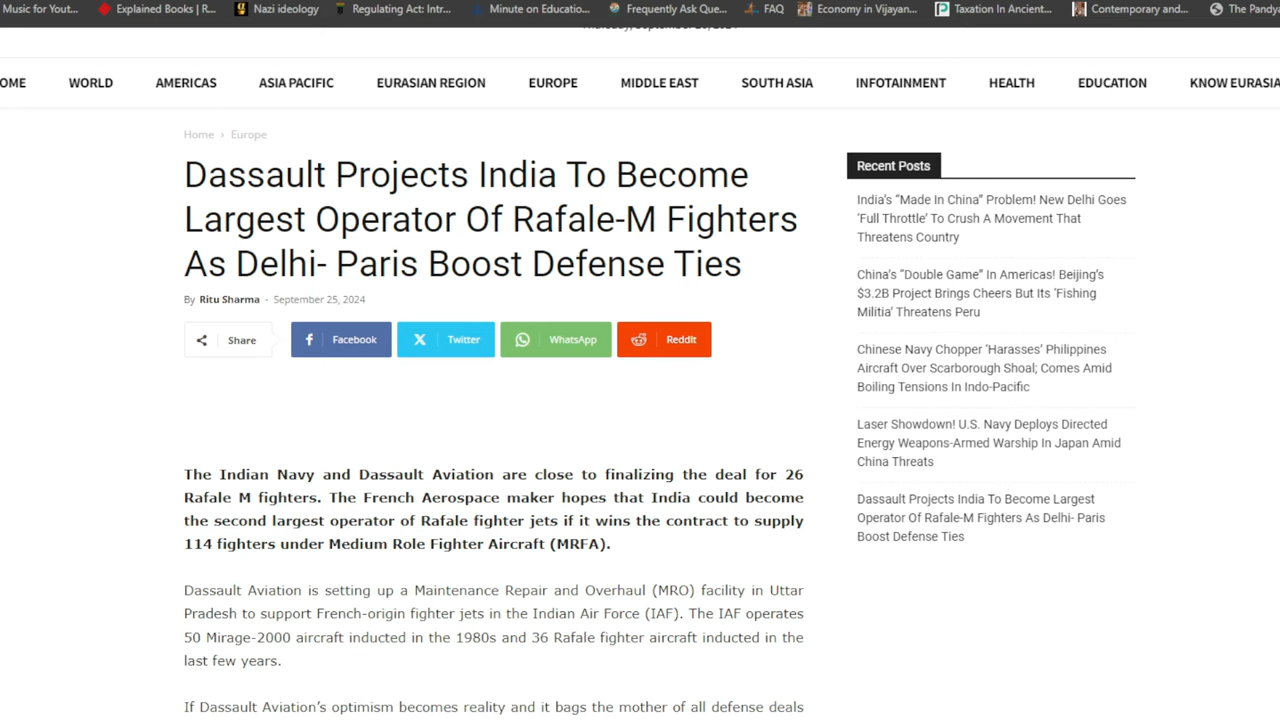 Music for Yout...
Explained Books | R...
Nazi ideology
Regulating Act: Intr...
Minute on Educatio...
Frequently Ask Que...
FAQ
Economy in Vijayan...
Taxation In Ancient...
Contemporary and...
The Pandya
OME
WORLD
AMERICAS
ASIA PACIFIC
EURASIAN REGION
EUROPE
MIDDLE EAST
SOUTH ASIA
INFOTAINMENT
HEALTH
EDUCATION
KNOW EURASIA
Home › Europe
Dassault Projects India To Become
Largest Operator Of Rafale-M Fighters
As Delhi- Paris Boost Defense Ties
By Ritu Sharma - September 25, 2024
Share
Facebook
Twitter
WhatsApp
ReddIt
The Indian Navy and Dassault Aviation are close to finalizing the deal for 26
Rafale M fighters. The French Aerospace maker hopes that India could become
the second largest operator of Rafale fighter jets if it wins the contract to supply
114 fighters under Medium Role Fighter Aircraft (MRFA).
Dassault Aviation is setting up a Maintenance Repair and Overhaul (MRO) facility in Uttar
Pradesh to support French-origin fighter jets in the Indian Air Force (IAF). The IAF operates
50 Mirage-2000 aircraft inducted in the 1980s and 36 Rafale fighter aircraft inducted in the
last few years.
If Dassault Aviation's optimism becomes reality and it bags the mother of all defense deals
Recent Posts
India's "Made In China" Problem! New Delhi Goes
'Full Throttle' To Crush A Movement That
Threatens Country
China's "Double Game" In Americas! Beijing's
$3.2B Project Brings Cheers But Its 'Fishing
Militia' Threatens Peru
Chinese Navy Chopper 'Harasses' Philippines
Aircraft Over Scarborough Shoal; Comes Amid
Boiling Tensions In Indo-Pacific
Laser Showdown! U.S. Navy Deploys Directed
Energy Weapons-Armed Warship In Japan Amid
China Threats
Dassault Projects India To Become Largest
Operator Of Rafale-M Fighters As Delhi- Paris
Boost Defense Ties